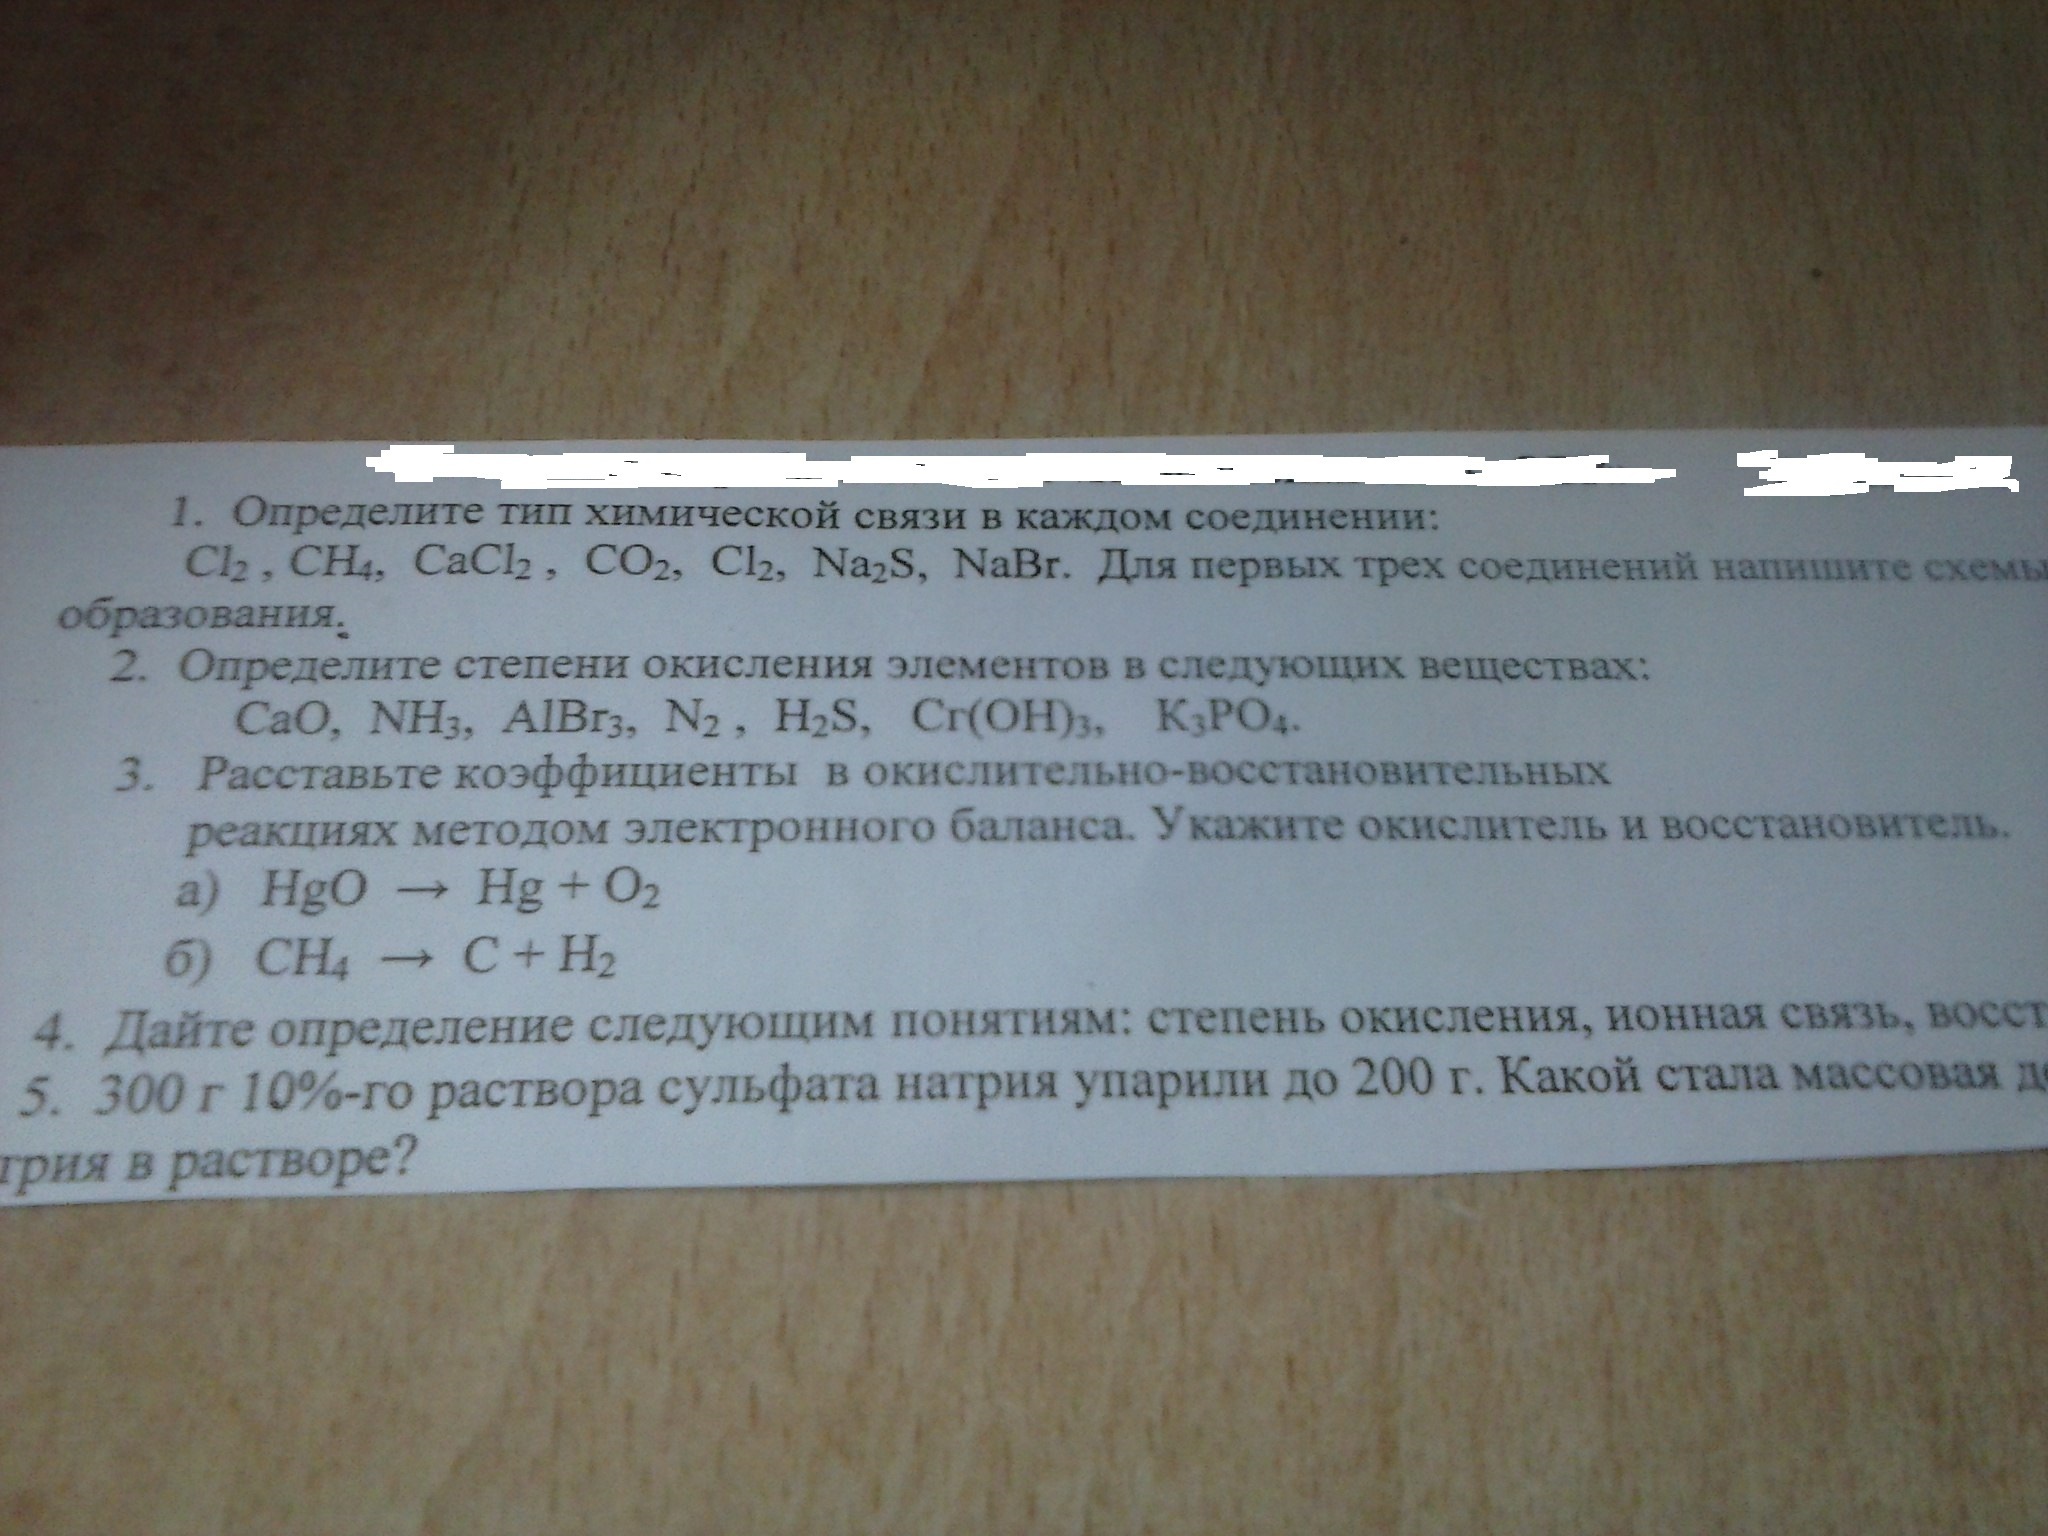 1. Определите тип химической связи в каждом соединении:
Cl₂ , CH₄, CaCl₂ , CO₂, Cl₂, Na₂S, NaBr. Для первых трех соединений напишите схемы
образования.
2. Определите степени окисления элементов в следующих веществах:
CaO, NH₃, AlBr₃, N₂ , H₂S, Cr(OH)₃, K₃PO₄.
3. Расставьте коэффициенты в окислительно-восстановительных
реакциях методом электронного баланса. Укажите окислитель и восстановитель.
а) HgO → Hg + O₂
б) CH₄ → C + H₂
4. Дайте определение следующим понятиям: степень окисления, ионная связь, восст
5. 300 г 10%-го раствора сульфата натрия упарили до 200 г. Какой стала массовая
трия в растворе?